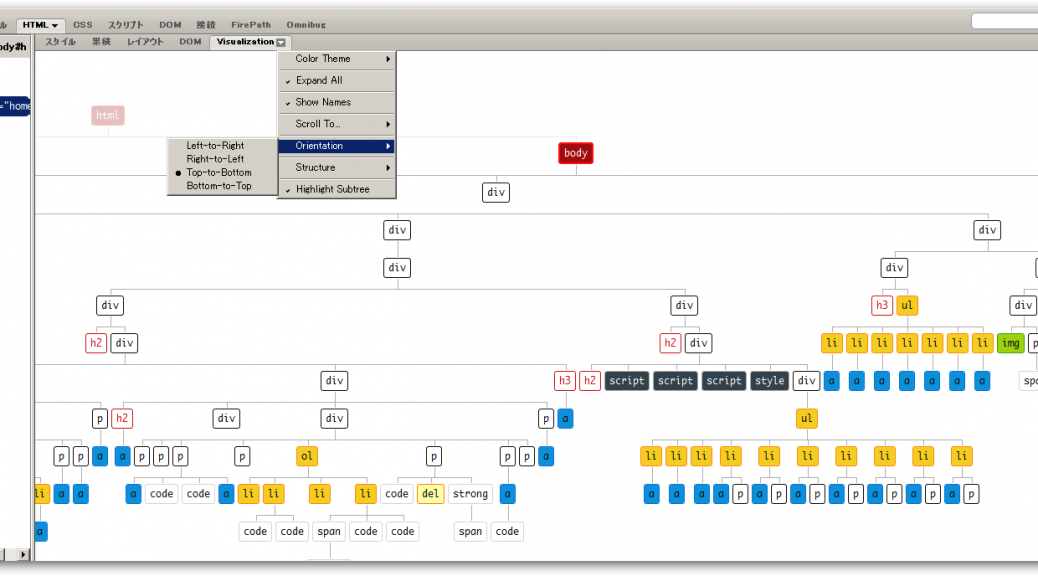 ル HTML CSS スクリプト DOM 接続 FirePath Omnibug
ody#h スタイル 累積 レイアウト DOM Visualization
Color Theme
✓ Expand All
="home ✓ Show Names
html Scroll To...
Left-to-Right Orientation body
Right-to-Left
● Top-to-Bottom Structure
Bottom-to-Top ✓ Highlight Subtree
div
div div
div div
div div h3 ul div
h2 div h2 div li li li li li li li img p
div h3 h2 script script script style div a a a a a a a spa
p h2 div div p a ul
p p a a p p p p ol p p p a li li li li li li li li li li
li a a a code code a li li li li code del strong a a a a a p a p a p a p a p a p a p
a code code span code code span code